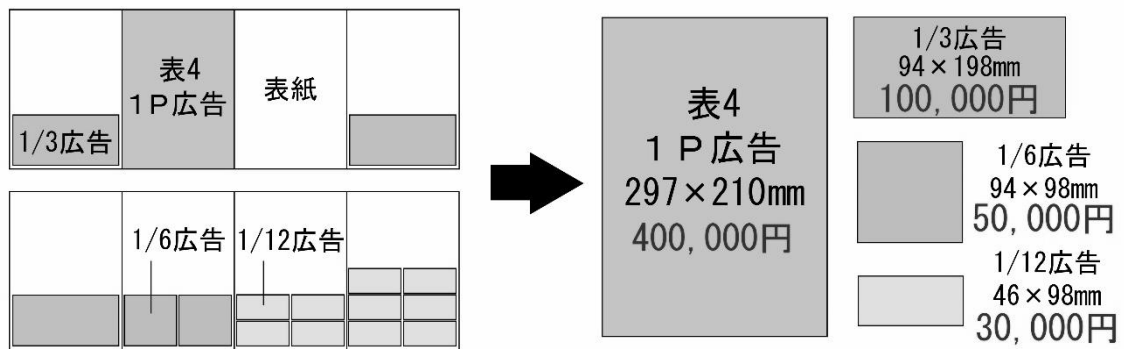 表4
1P広告
表紙
1/3広告
1/6広告
1/12広告
表4
1P広告
297×210mm
400,000円
1/3広告
94×198mm
100,000円
1/6広告
94×98mm
50,000円
1/12広告
46×98mm
30,000円